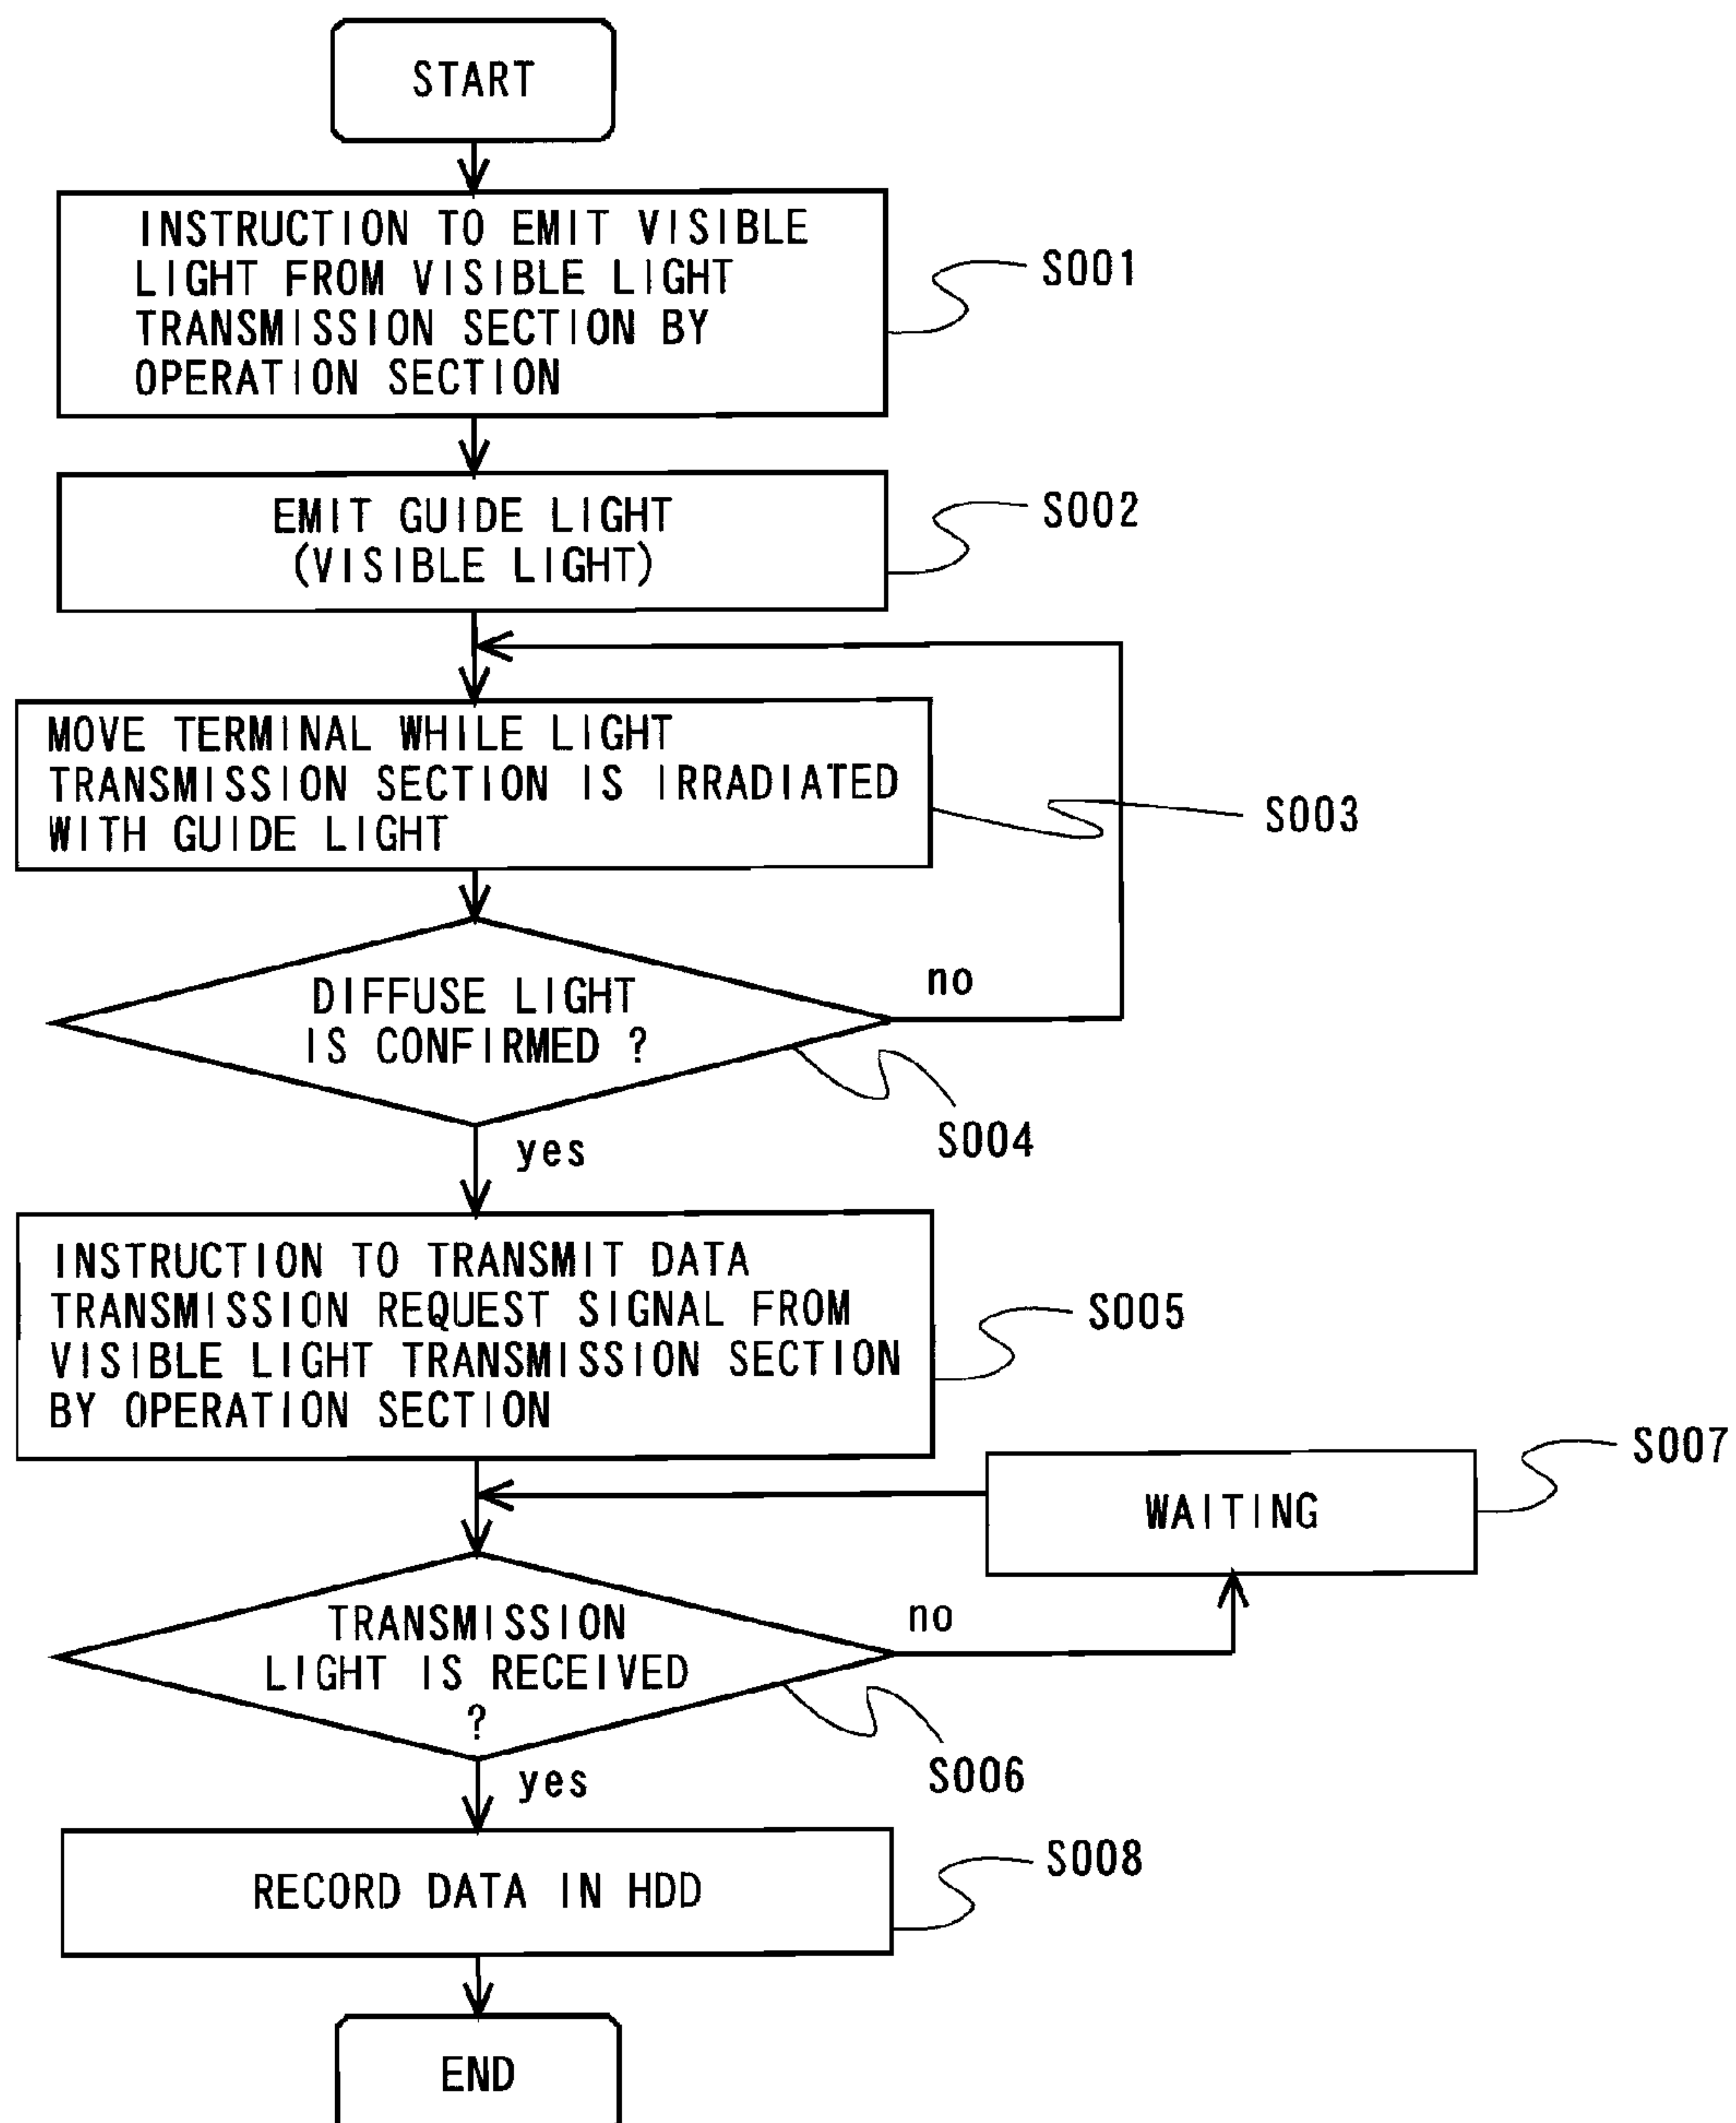 START
INSTRUCTION TO EMIT VISIBLE
LIGHT FROM VISIBLE LIGHT
TRANSMISSION SECTION BY
OPERATION SECTION
S001
EMIT GUIDE LIGHT
(VISIBLE LIGHT)
S002
MOVE TERMINAL WHILE LIGHT
TRANSMISSION SECTION IS IRRADIATED
WITH GUIDE LIGHT
S003
DIFFUSE LIGHT
IS CONFIRMED ?
no
S004
yes
INSTRUCTION TO TRANSMIT DATA
TRANSMISSION REQUEST SIGNAL FROM
VISIBLE LIGHT TRANSMISSION SECTION
BY OPERATION SECTION
S005
S007
WAITING
TRANSMISSION
LIGHT IS RECEIVED
?
no
S006
yes
RECORD DATA IN HDD
S008
END